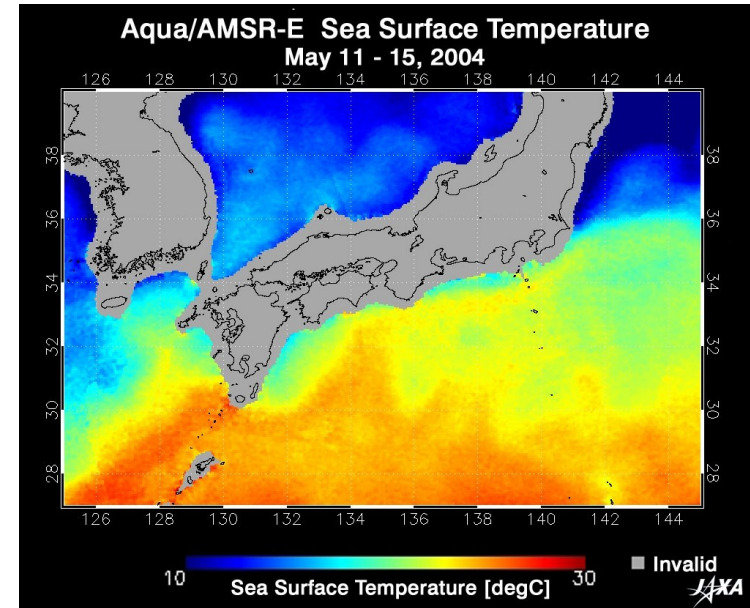 Aqua/AMSR-E Sea Surface Temperature
May 11 - 15, 2004
126 128 130 132 134 136 138 140 142 144
38 38
36 36
34 34
32 32
30 30
28 28
126 128 130 132 134 136 138 140 142 144
10 Sea Surface Temperature [degC] 30
Invalid
JAXA